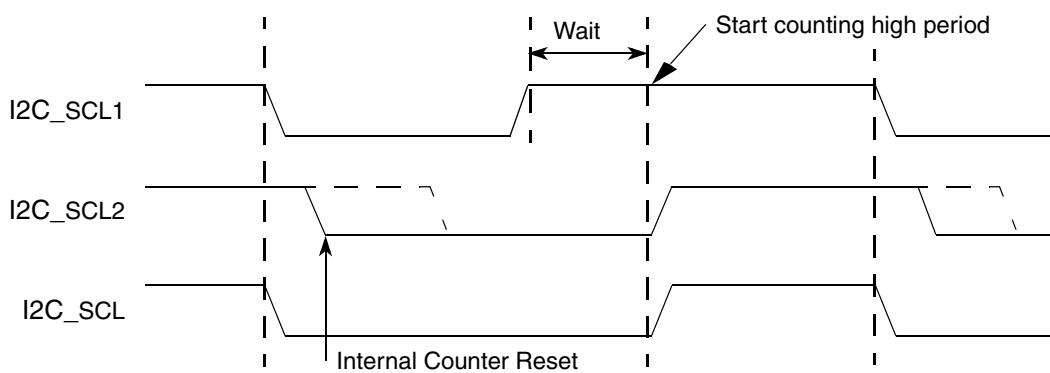 Wait
Start counting high period
I2C_SCL1
I2C_SCL2
I2C_SCL
Internal Counter Reset